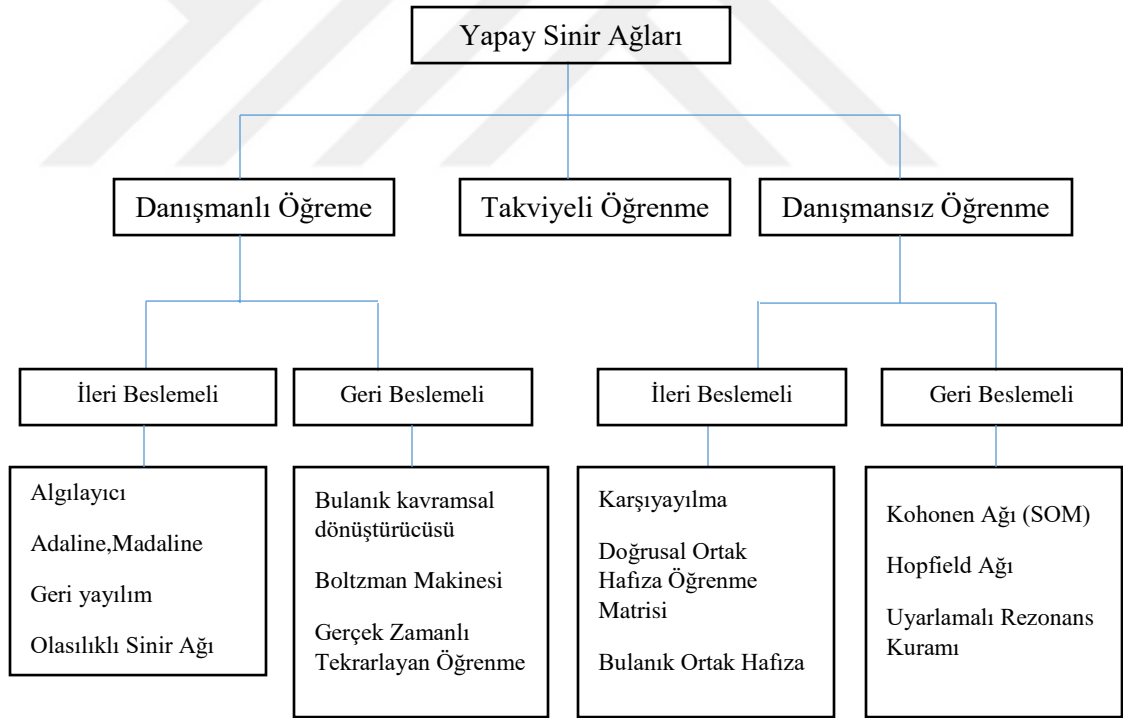 Yapay Sinir Ağları
Danışmanlı Öğreme
Takviyeli Öğrenme
Danışmansız Öğrenme
İleri Beslemeli
Geri Beslemeli
İleri Beslemeli
Geri Beslemeli
Algılayıcı
Adaline,Madaline
Geri yayılım
Olasılıklı Sinir Ağı
Bulanık kavramsal
dönüştürücüsü
Boltzman Makinesi
Gerçek Zamanlı
Tekrarlayan Öğrenme
Karşıyayılma
Doğrusal Ortak
Hafıza Öğrenme
Matrisi
Bulanık Ortak Hafıza
Kohonen Ağı (SOM)
Hopfield Ağı
Uyarlamalı Rezonans
Kuramı